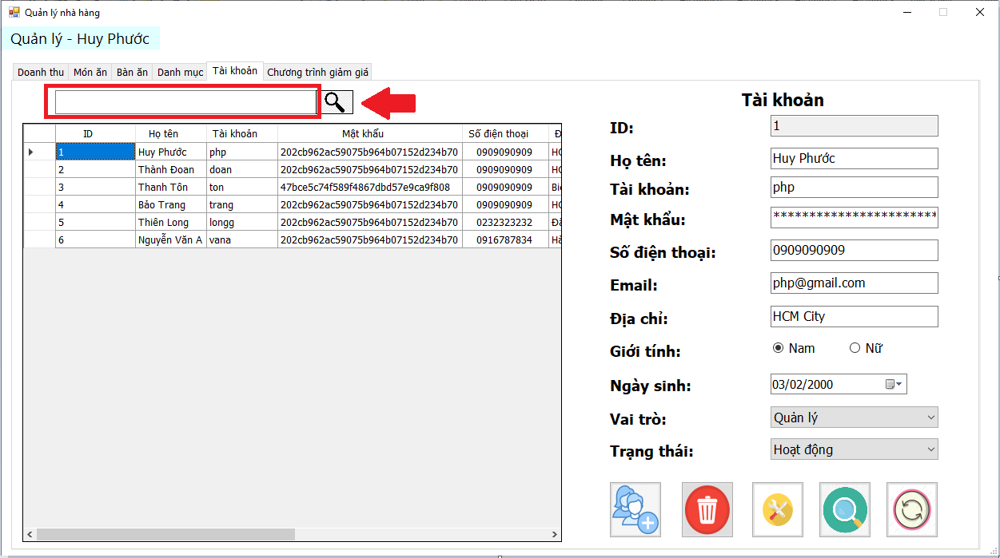 Quản lý nhà hàng
Quản lý - Huy Phước
Doanh thu Món ăn Bàn ăn Danh mục Tài khoản Chương trình giảm giá
ID Họ tên Tài khoản Mật khẩu Số điện thoại Đ
1 Huy Phước php 202cb962ac59075b964b07152d234b70 0909090909 HC
2 Thành Đoan doan 202cb962ac59075b964b07152d234b70 0909090909 HC
3 Thanh Tôn ton 47bce5c74f589f4867dbd57e9ca9f808 0909090909 Biê
4 Bảo Trang trang 202cb962ac59075b964b07152d234b70 0909090909 HC
5 Thiên Long longg 202cb962ac59075b964b07152d234b70 0232323232 Đă
6 Nguyễn Văn A vana 202cb962ac59075b964b07152d234b70 0916787834 Hà
Tài khoản
ID: 1
Họ tên: Huy Phước
Tài khoản: php
Mật khẩu: ***********************
Số điện thoại: 0909090909
Email: php@gmail.com
Địa chỉ: HCM City
Giới tính: Nam Nữ
Ngày sinh: 03/02/2000
Vai trò: Quản lý
Trạng thái: Hoạt động